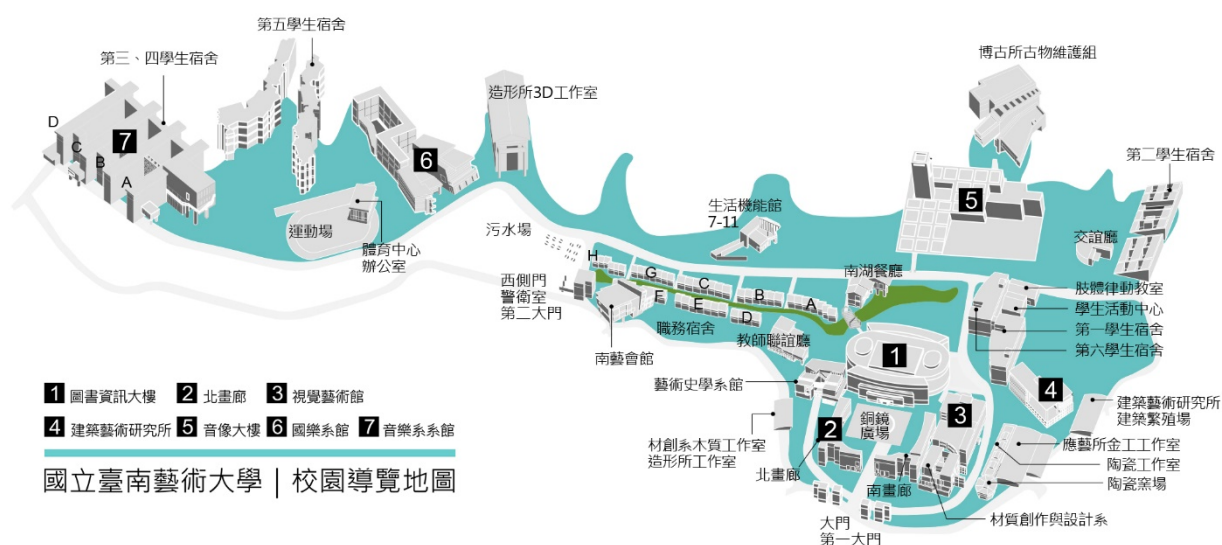 第五學生宿舍
第三、四學生宿舍
博古所古物維護組
造形所3D工作室
D
C
B
A
7
6
第二學生宿舍
5
生活機能館
7-11
交誼廳
運動場
體育中心
辦公室
污水場
西側門
警衛室
第二大門
H
G
F
C
E
B
D
A
南湖餐廳
肢體律動教室
學生活動中心
第一學生宿舍
第六學生宿舍
職務宿舍
南藝會館
教師聯誼廳
1
藝術史學系館
4
建築藝術研究所
建築繁殖場
材創系木質工作室
造形所工作室
2
銅鏡
廣場
3
北畫廊
南畫廊
應藝所金工工作室
陶瓷工作室
陶瓷窯場
材質創作與設計系
大門
第一大門
1 圖書資訊大樓 2 北畫廊 3 視覺藝術館
4 建築藝術研究所 5 音像大樓 6 國樂系館 7 音樂系系館
國立臺南藝術大學 | 校園導覽地圖